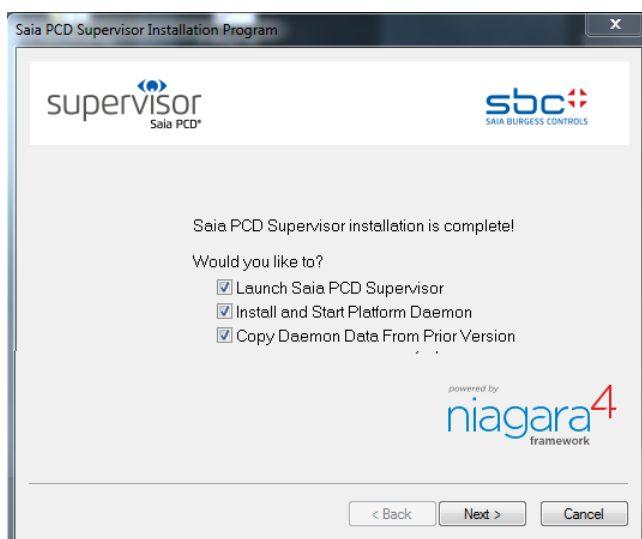 Saia PCD Supervisor Installation Program
x
supervisor
Saia PCD®
sbc
SAIA BURGESS CONTROLS
Saia PCD Supervisor installation is complete!
Would you like to?
Launch Saia PCD Supervisor
Install and Start Platform Daemon
Copy Daemon Data From Prior Version
powered by
niagara4
framework
< Back Next > Cancel